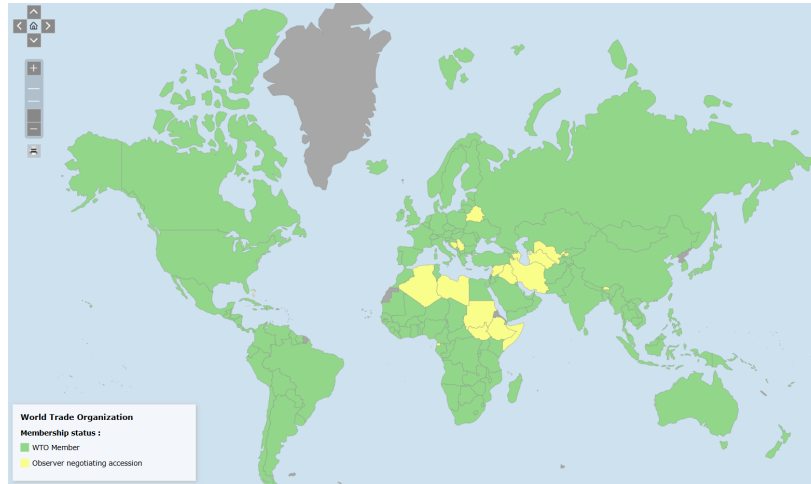 World Trade Organization
Membership status :
WTO Member
Observer negotiating accession